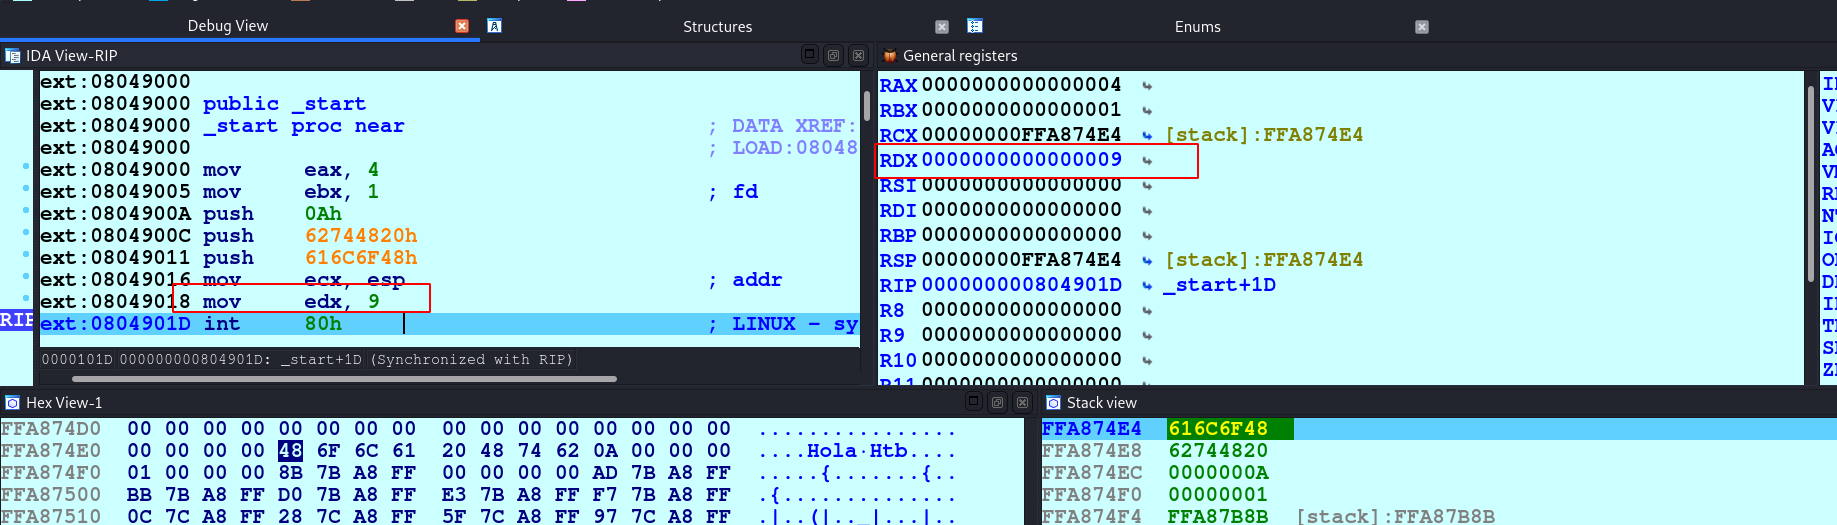 Debug View
Structures
Enums
IDA View-RIP
ext:08049000
ext:08049000 public _start
ext:08049000 _start proc near ; DATA XREF:
ext:08049000 ; LOAD:08048
ext:08049000 mov eax, 4
ext:08049005 mov ebx, 1 ; fd
ext:0804900A push 0Ah
ext:0804900C push 62744820h
ext:08049011 push 616C6F48h
ext:08049016 mov ecx, esp ; addr
ext:08049018 mov edx, 9
RIP
ext:0804901D int 80h ; LINUX - sy
0000101D 000000000804901D: _start+1D (Synchronized with RIP)
General registers
RAX 0000000000000004
RBX 0000000000000001
RCX 00000000FFA874E4 [stack]:FFA874E4
RDX 0000000000000009
RSI 0000000000000000
RDI 0000000000000000
RBP 0000000000000000
RSP 00000000FFA874E4 [stack]:FFA874E4
RIP 000000000804901D _start+1D
R8 0000000000000000
R9 0000000000000000
R10 0000000000000000
R11 0000000000000000
Hex View-1
FFA874D0 00 00 00 00 00 00 00 00 00 00 00 00 00 00 00 00 ................
FFA874E0 00 00 00 00 48 6F 6C 61 20 48 74 62 0A 00 00 00 ....Hola·Htb....
FFA874F0 01 00 00 00 8B 7B A8 FF 00 00 00 00 AD 7B A8 FF .....{.......{..
FFA87500 BB 7B A8 FF D0 7B A8 FF E3 7B A8 FF F7 7B A8 FF .{..............
FFA87510 0C 7C A8 FF 28 7C A8 FF 5F 7C A8 FF 97 7C A8 FF .|..(|.._|...|..
Stack view
FFA874E4 616C6F48
FFA874E8 62744820
FFA874EC 0000000A
FFA874F0 00000001
FFA874F4 FFA87B8B [stack]:FFA87B8B